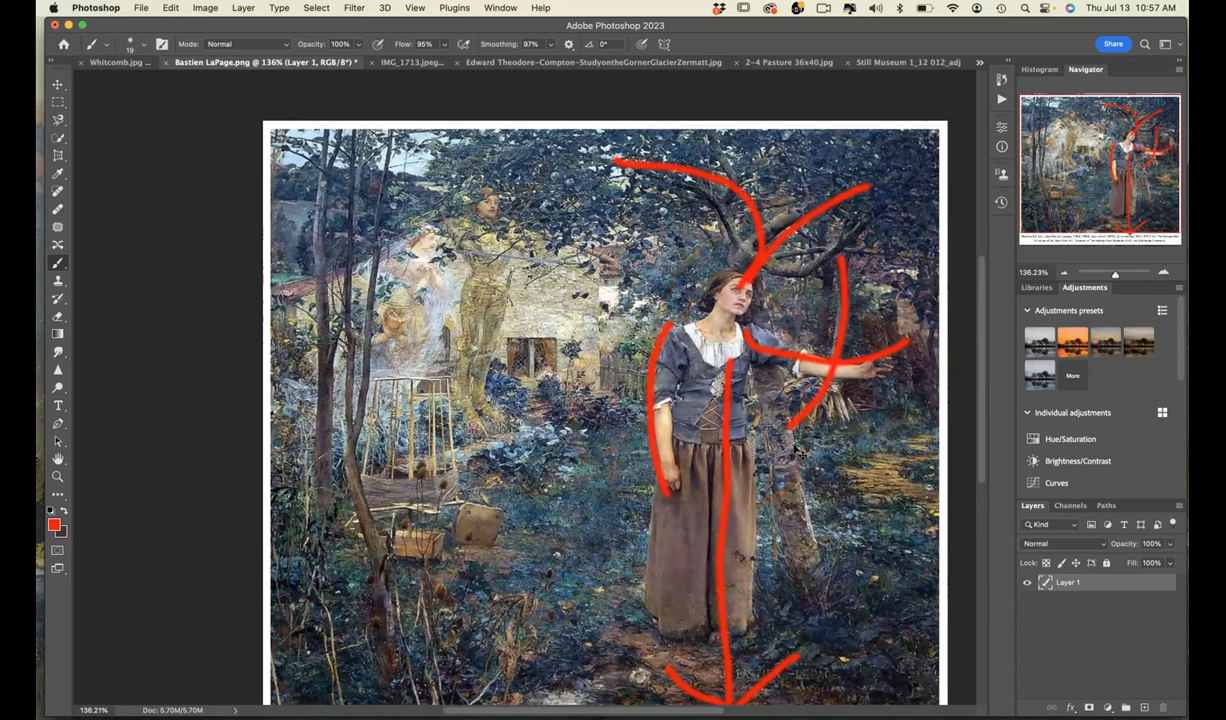 Photoshop File Edit Image Layer Type Select Filter 3D View Plugins Window Help Thu Jul 13 10:57 AM
Adobe Photoshop 2023
19 Mode: Normal Opacity: 100% Flow: 95% Smoothing: 97% 0° Share
× Whitcomb.jpg ... × Bastien LaPage.png @ 136% (Layer 1, RGB/8*) * × IMG_1713.jpeg... × Edward Theodore-Compton-StudyontheGornerGlacierZermatt.jpg × 2-4 Pasture 36x40.jpg × Still Museum 1_12 012_adj
Histogram Navigator
136.23%
Libraries Adjustments
Adjustments presets
More
Individual adjustments
Hue/Saturation
Brightness/Contrast
Curves
Layers Channels Paths
Kind
Normal Opacity: 100%
Lock: Fill: 100%
Layer 1
136.21% Doc: 5.70M/5.70M